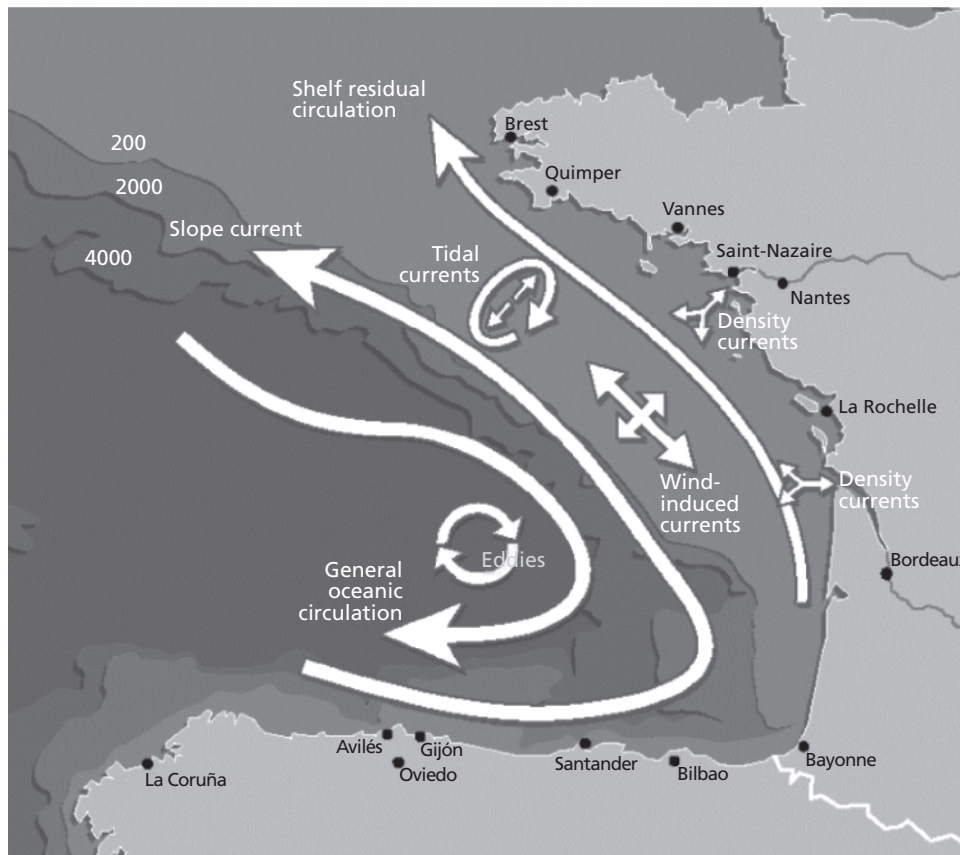 Shelf residual
circulation
Brest
200
Quimper
2000
Vannes
Slope current
Tidal
currents
4000
Saint-Nazaire
Nantes
Density
currents
La Rochelle
Wind-
induced
currents
Density
currents
Eddies
General
oceanic
circulation
Bordeaux
Avilés
Gijón
Oviedo
Santander
Bilbao
Bayonne
La Coruña